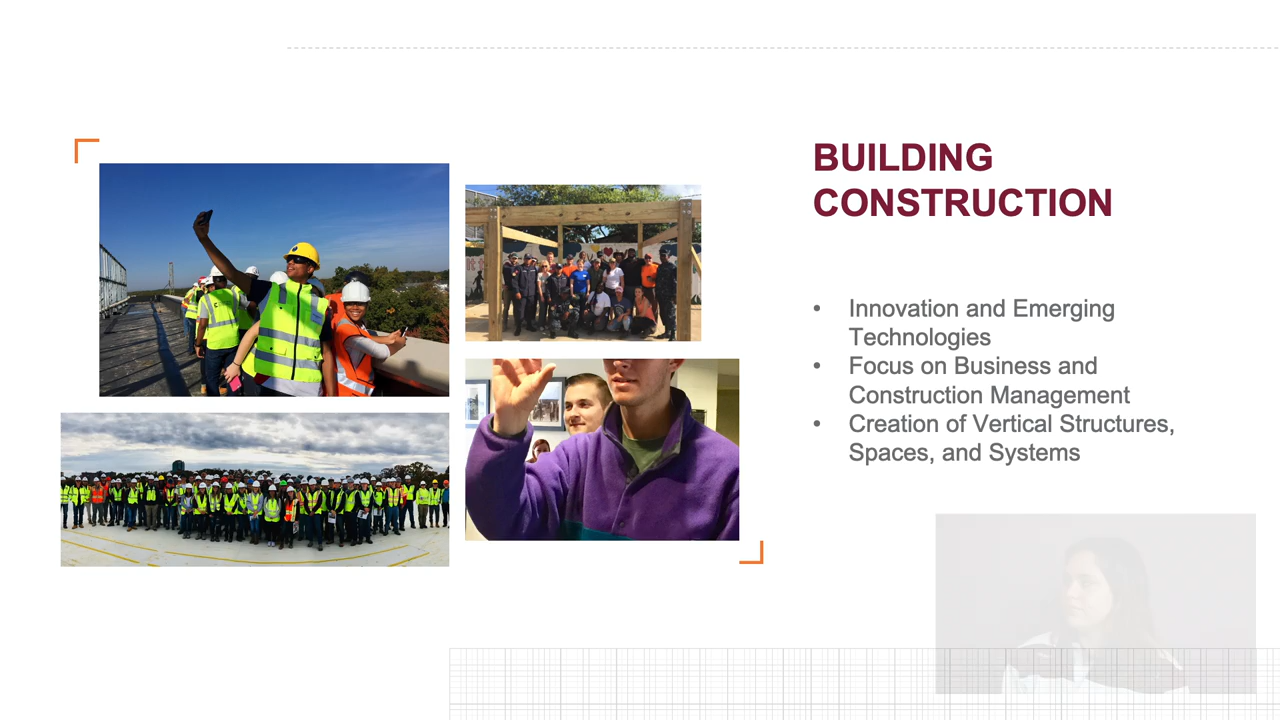 BUILDING
CONSTRUCTION
• Innovation and Emerging
Technologies
• Focus on Business and
Construction Management
• Creation of Vertical Structures,
Spaces, and Systems